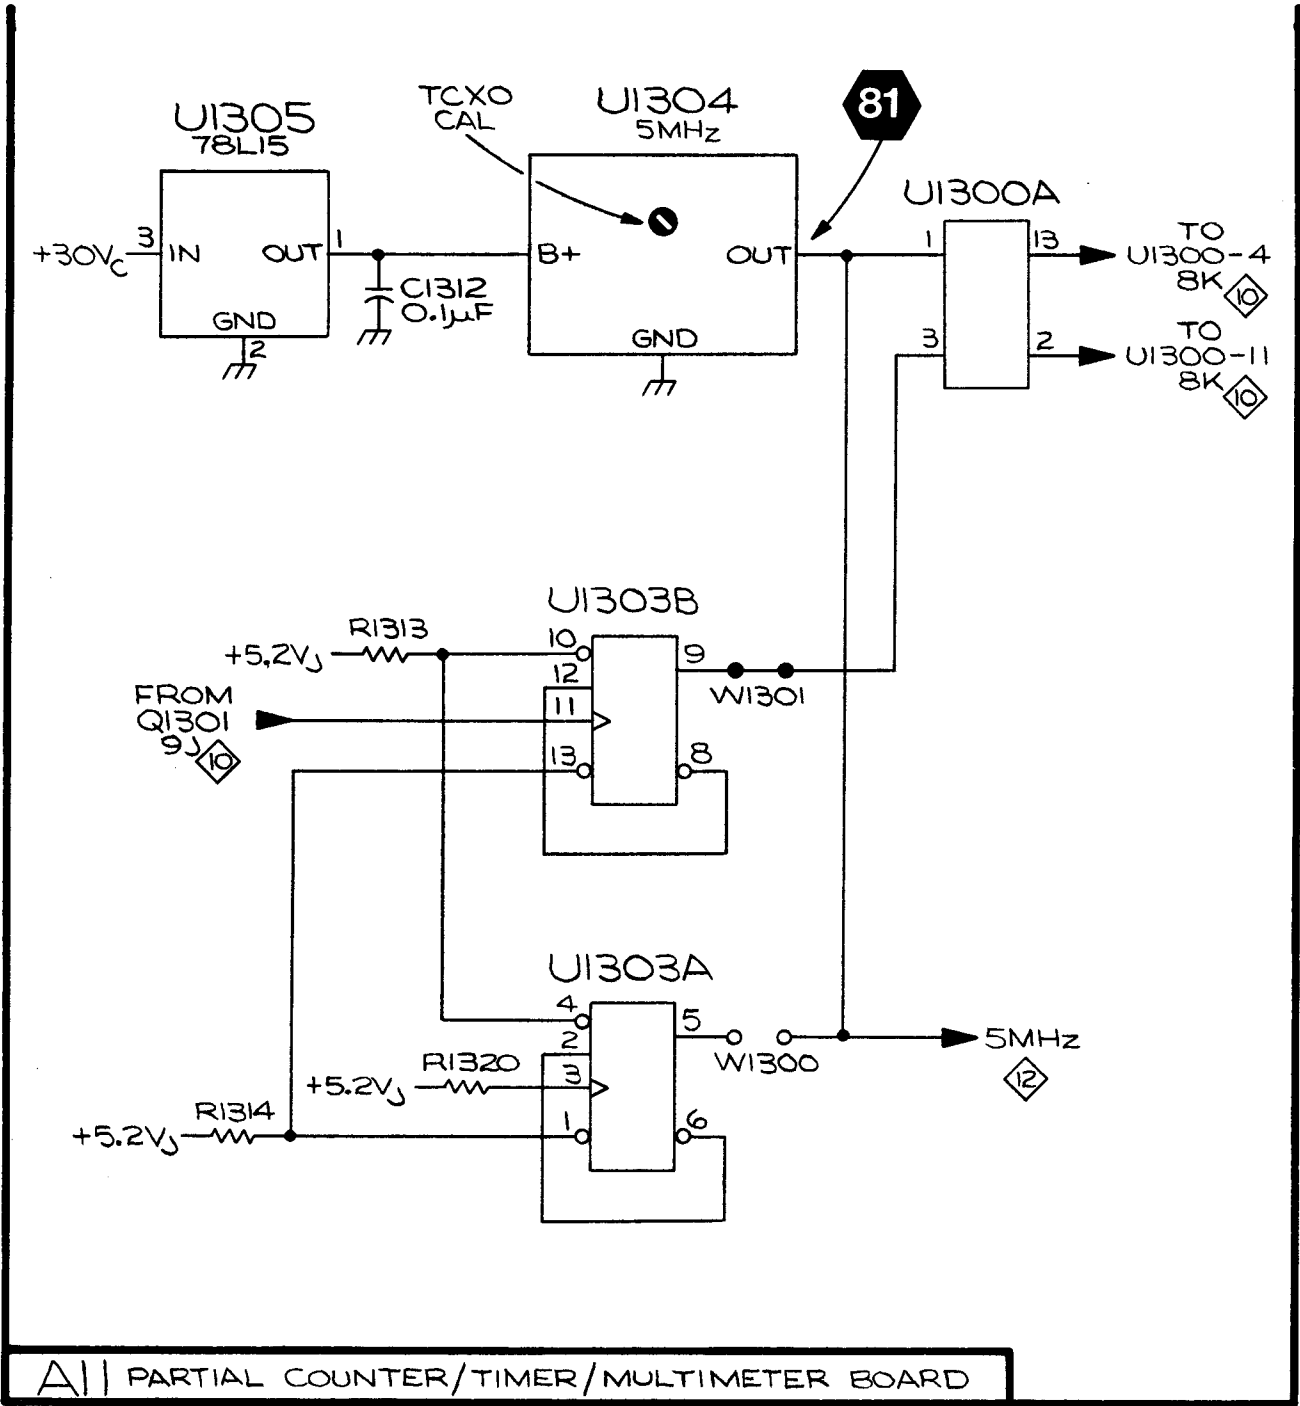 U1305
78L15
+30VC
3
IN
OUT
1
GND
2
C1312
0.1µF
TCXO
CAL
U1304
5MHz
B+
OUT
GND
81
U1300A
1
3
13
2
TO
U1300-4
8K
10
TO
U1300-11
8K
10
U1303B
R1313
+5.2VJ
10
12
11
13
9
8
W1301
FROM
Q1301
9J
10
U1303A
4
2
3
1
5
6
W1300
R1320
+5.2VJ
R1314
+5.2VJ
5MHz
12
A11 PARTIAL COUNTER/TIMER/MULTIMETER BOARD